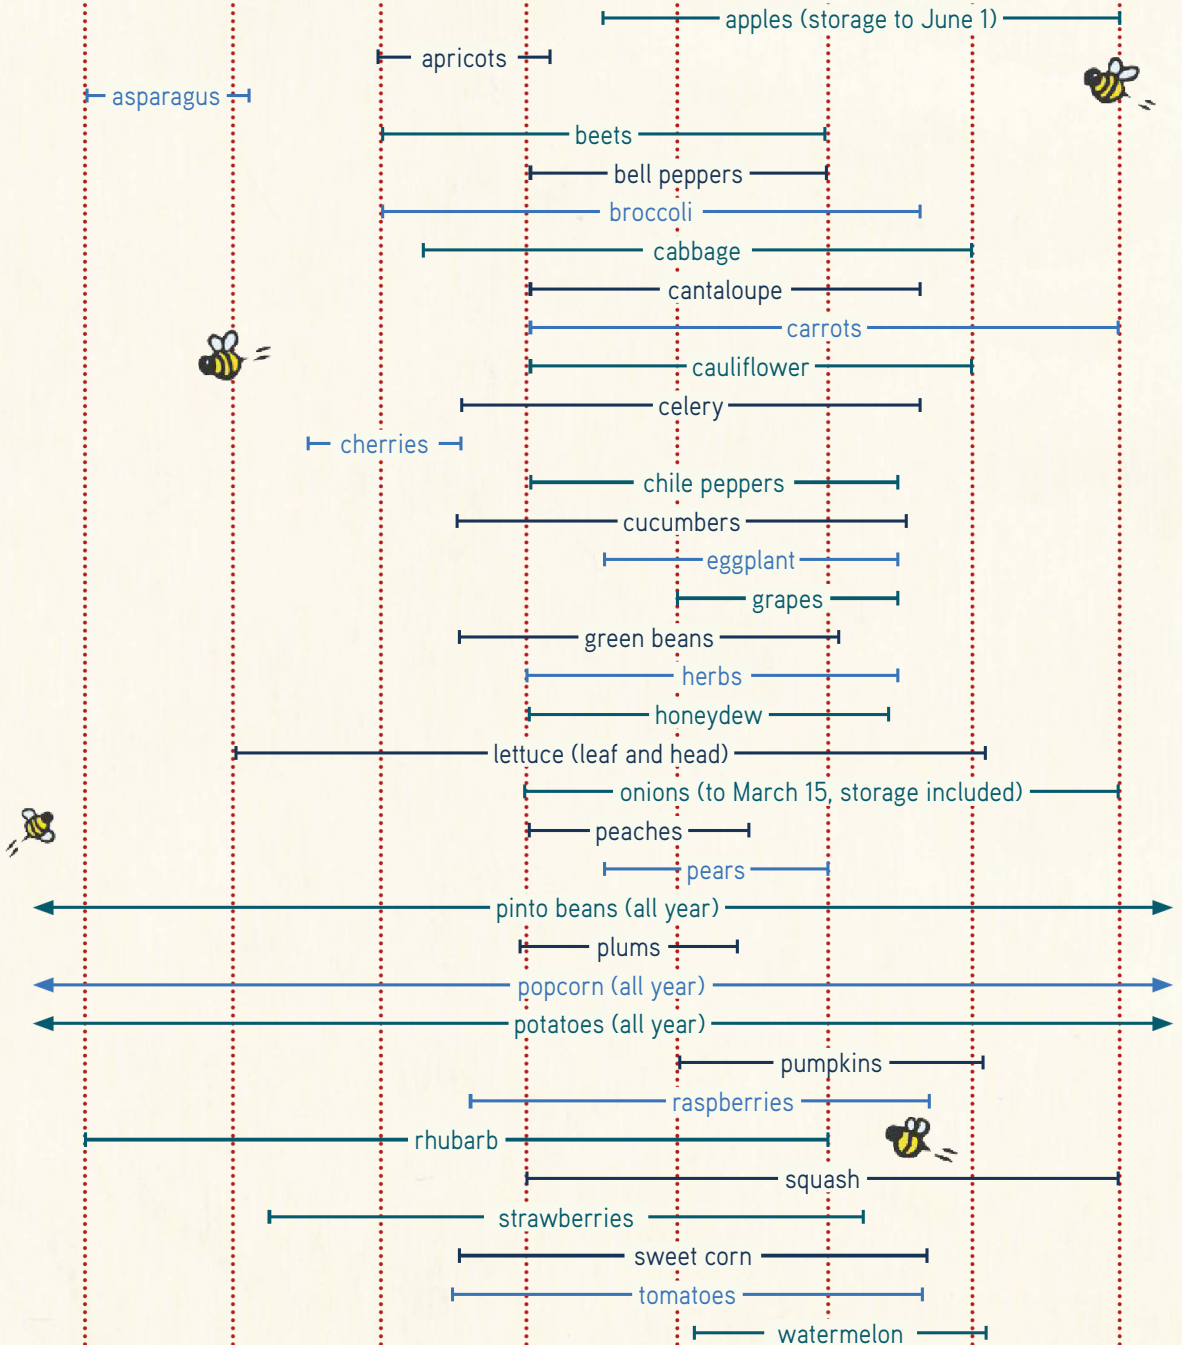 apples (storage to June 1)
apricots
asparagus
beets
bell peppers
broccoli
cabbage
cantaloupe
carrots
cauliflower
celery
cherries
chile peppers
cucumbers
eggplant
grapes
green beans
herbs
honeydew
lettuce (leaf and head)
onions (to March 15, storage included)
peaches
pears
pinto beans (all year)
plums
popcorn (all year)
potatoes (all year)
pumpkins
raspberries
rhubarb
squash
strawberries
sweet corn
tomatoes
watermelon